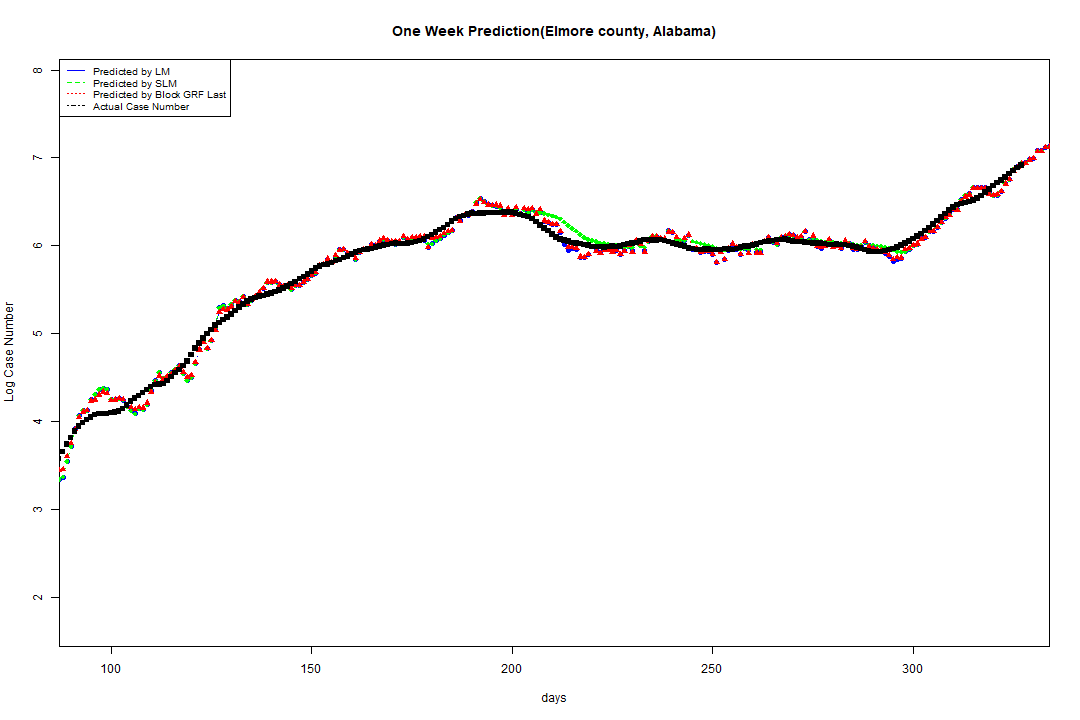 One Week Prediction(Elmore county, Alabama)
Predicted by LM
Predicted by SLM
Predicted by Block GRF Last
Actual Case Number
8
7
6
5
4
3
2
Log Case Number
100 150 200 250 300
days